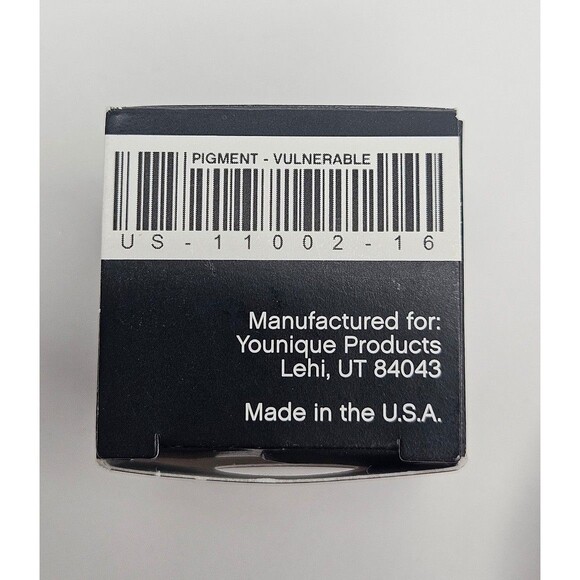 PIGMENT - VULNERABLE
US-11002-16
Manufactured for:
Younique Products
Lehi, UT 84043
Made in the U.S.A.